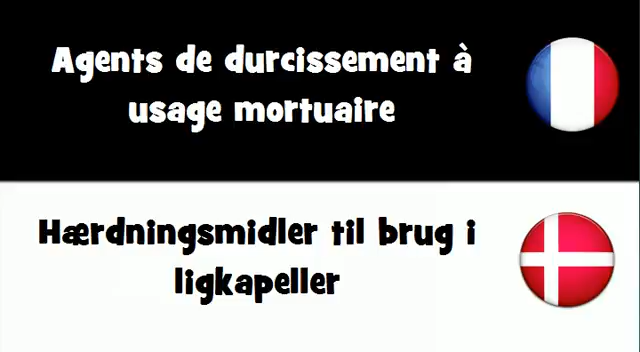 Agents de durcissement à
usage mortuaire
Hærdningsmidler til brug i
ligkapeller